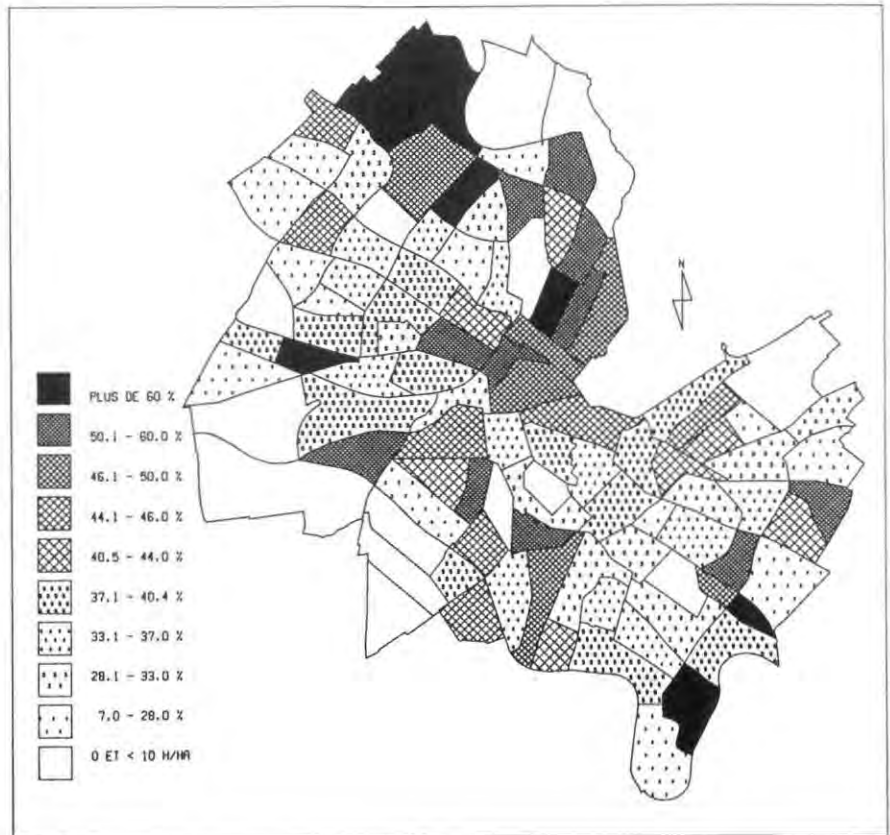 N
PLUS DE 60 %
50.1 - 60.0 %
46.1 - 50.0 %
44.1 - 46.0 %
40.5 - 44.0 %
37.1 - 40.4 %
33.1 - 37.0 %
28.1 - 33.0 %
7.0 - 28.0 %
0 ET < 10 H/HA